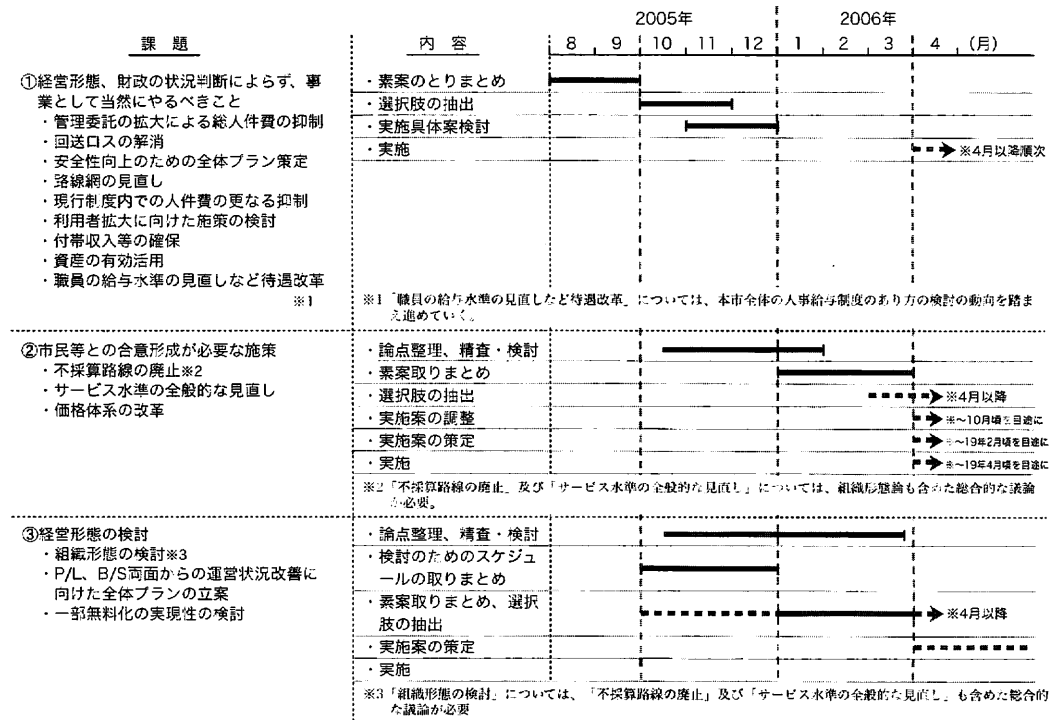 2005年 2006年
課 題 内 容 8 9 10 11 12 1 2 3 4 (月)
①経営形態、財政の状況判断によらず、事
業として当然にやるべきこと
・管理委託の拡大による総人件費の抑制
・回送ロスの解消
・安全性向上のための全体プラン策定
・路線網の見直し
・現行制度内での人件費の更なる抑制
・利用者拡大に向けた施策の検討
・付帯収入等の確保
・資産の有効活用
・職員の給与水準の見直しなど待遇改革
※1
・素案のとりまとめ
・選択肢の抽出
・実施具体案検討
・実施 ※4月以降順次
※1「職員の給与水準の見直しなど待遇改革」については、本市全体の人事給与制度のあり方の検討の動向を踏ま
え進めていく。
②市民等との合意形成が必要な施策
・不採算路線の廃止※2
・サービス水準の全般的な見直し
・価格体系の改革
・論点整理、精査・検討
・素案取りまとめ
・選択肢の抽出 ※4月以降
・実施案の調整 ※~10月頃を目途に
・実施案の策定 ※~19年2月頃を目途に
・実施 ※~19年4月頃を目途に
※2「不採算路線の廃止」及び「サービス水準の全般的な見直し」については、組織形態論も含めた総合的な議論
が必要。
③経営形態の検討
・組織形態の検討※3
・P/L、B/S両面からの運営状況改善に
向けた全体プランの立案
・一部無料化の実現性の検討
・論点整理、精査・検討
・検討のためのスケジュ
ールの取りまとめ
・素案取りまとめ、選択
肢の抽出 ※4月以降
・実施案の策定
・実施
※3「組織形態の検討」については、「不採算路線の廃止」及び「サービス水準の全般的な見直し」も含めた総合的
な議論が必要